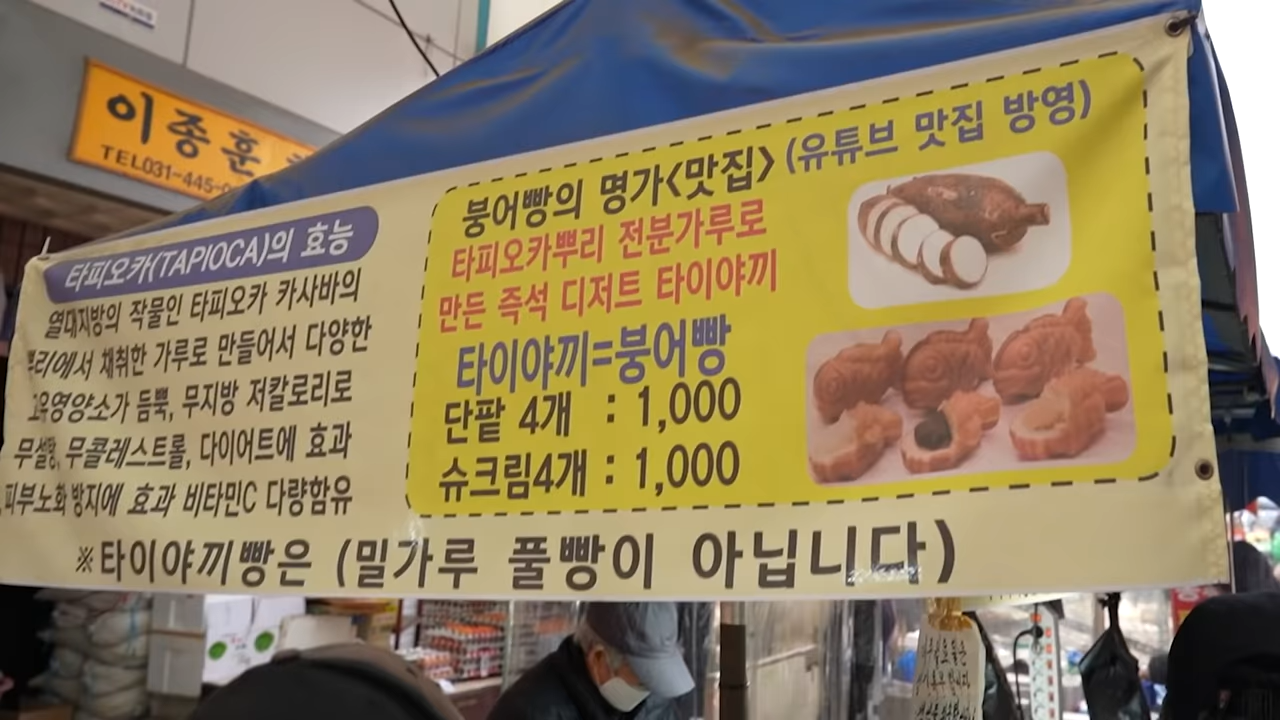 이종훈
TEL031-445-0
타피오카(TAPIOCA)의 효능
열대지방의 작물인 타피오카 카사바의
뿌리에서 채취한 가루로 만들어서 다양한
영양소가 듬뿍, 무지방 저칼로리로
무설탕, 무콜레스트롤, 다이어트에 효과
피부노화 방지에 효과 비타민C 다량함유
붕어빵의 명가<맛집> (유튜브 맛집 방영)
타피오카뿌리 전분가루로
만든 즉석 디저트 타이야끼
타이야끼=붕어빵
단팥 4개 : 1,000
슈크림4개 : 1,000
※타이야끼빵은 (밀가루 풀빵이 아닙니다)